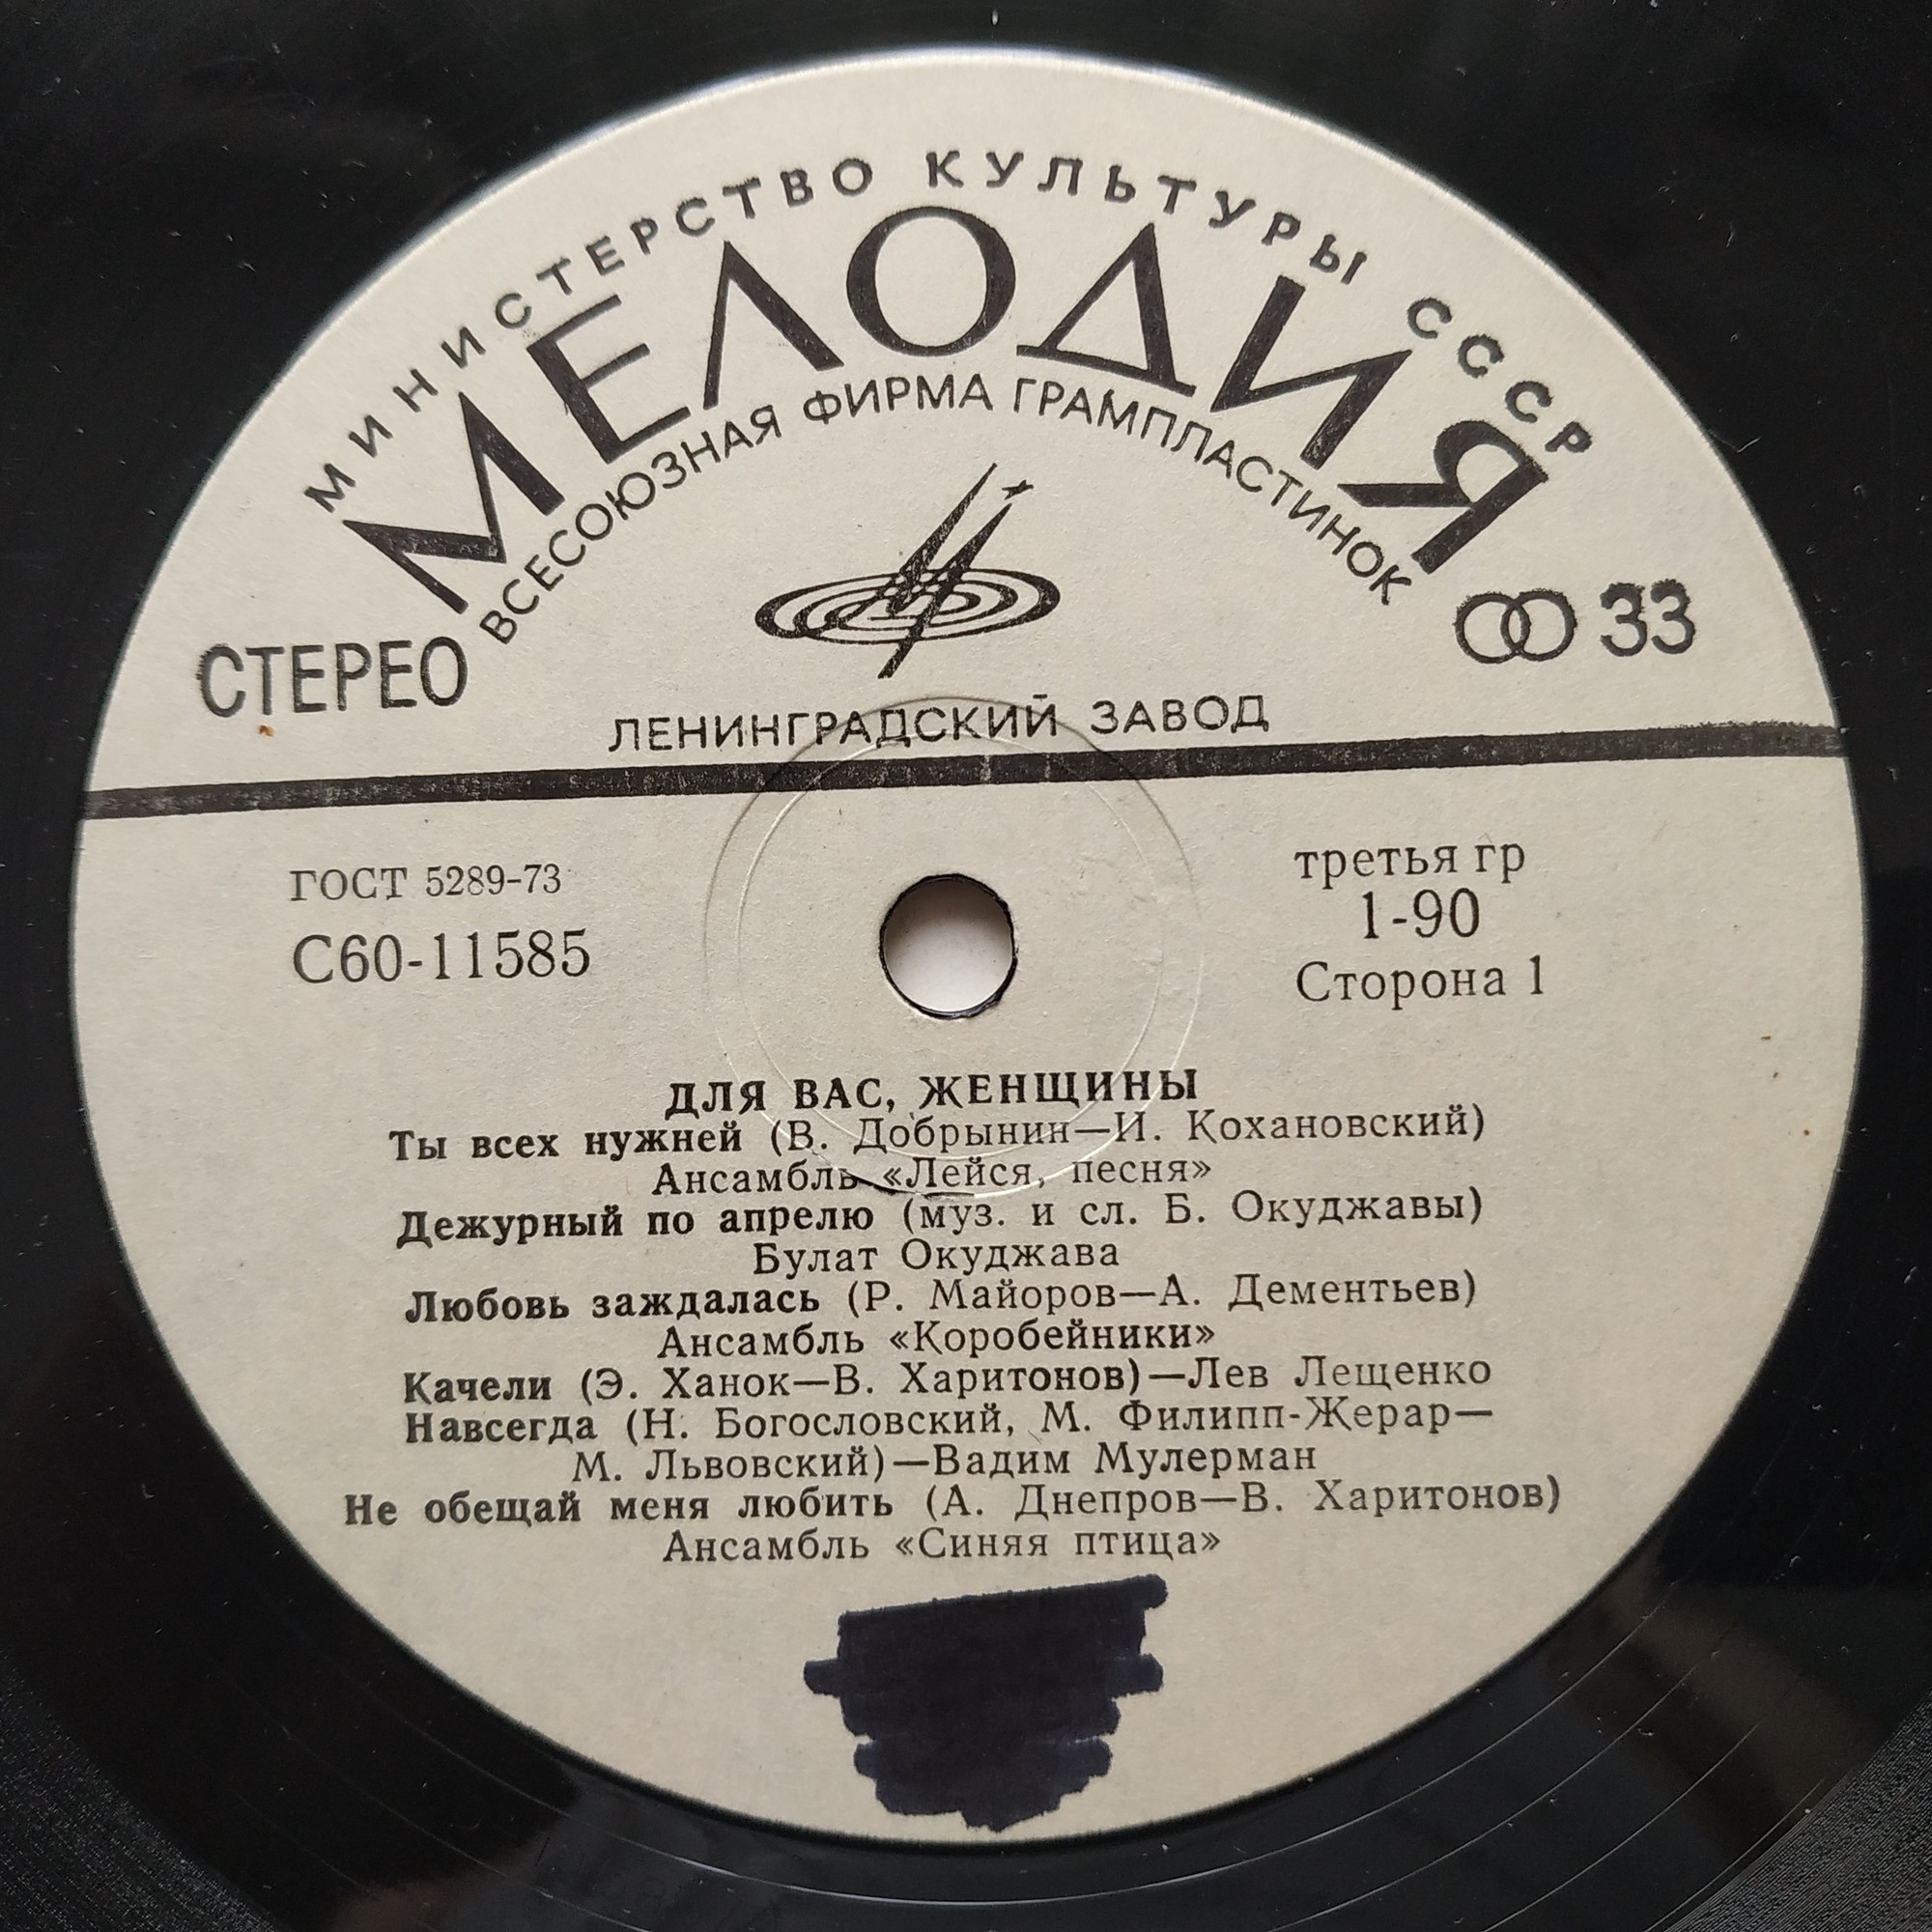 МИНИСТЕРСТВО КУЛЬТУРЫ СССР
МЕЛОДИЯ
ВСЕСОЮЗНАЯ ФИРМА ГРАМПЛАСТИНОК
СТЕРЕО
33
ЛЕНИНГРАДСКИЙ ЗАВОД
ГОСТ 5289-73
С60-11585
третья гр
1-90
Сторона 1
ДЛЯ ВАС, ЖЕНЩИНЫ
Ты всех нужней (В. Добрынин—И. Кохановский)
Ансамбль «Лейся, песня»
Дежурный по апрелю (муз. и сл. Б. Окуджавы)
Булат Окуджава
Любовь заждалась (Р. Майоров—А. Дементьев)
Ансамбль «Коробейники»
Качели (Э. Ханок—В. Харитонов)—Лев Лещенко
Навсегда (Н. Богословский, М. Филипп-Жерар—
М. Львовский)—Вадим Мулерман
Не обещай меня любить (А. Днепров—В. Харитонов)
Ансамбль «Синяя птица»